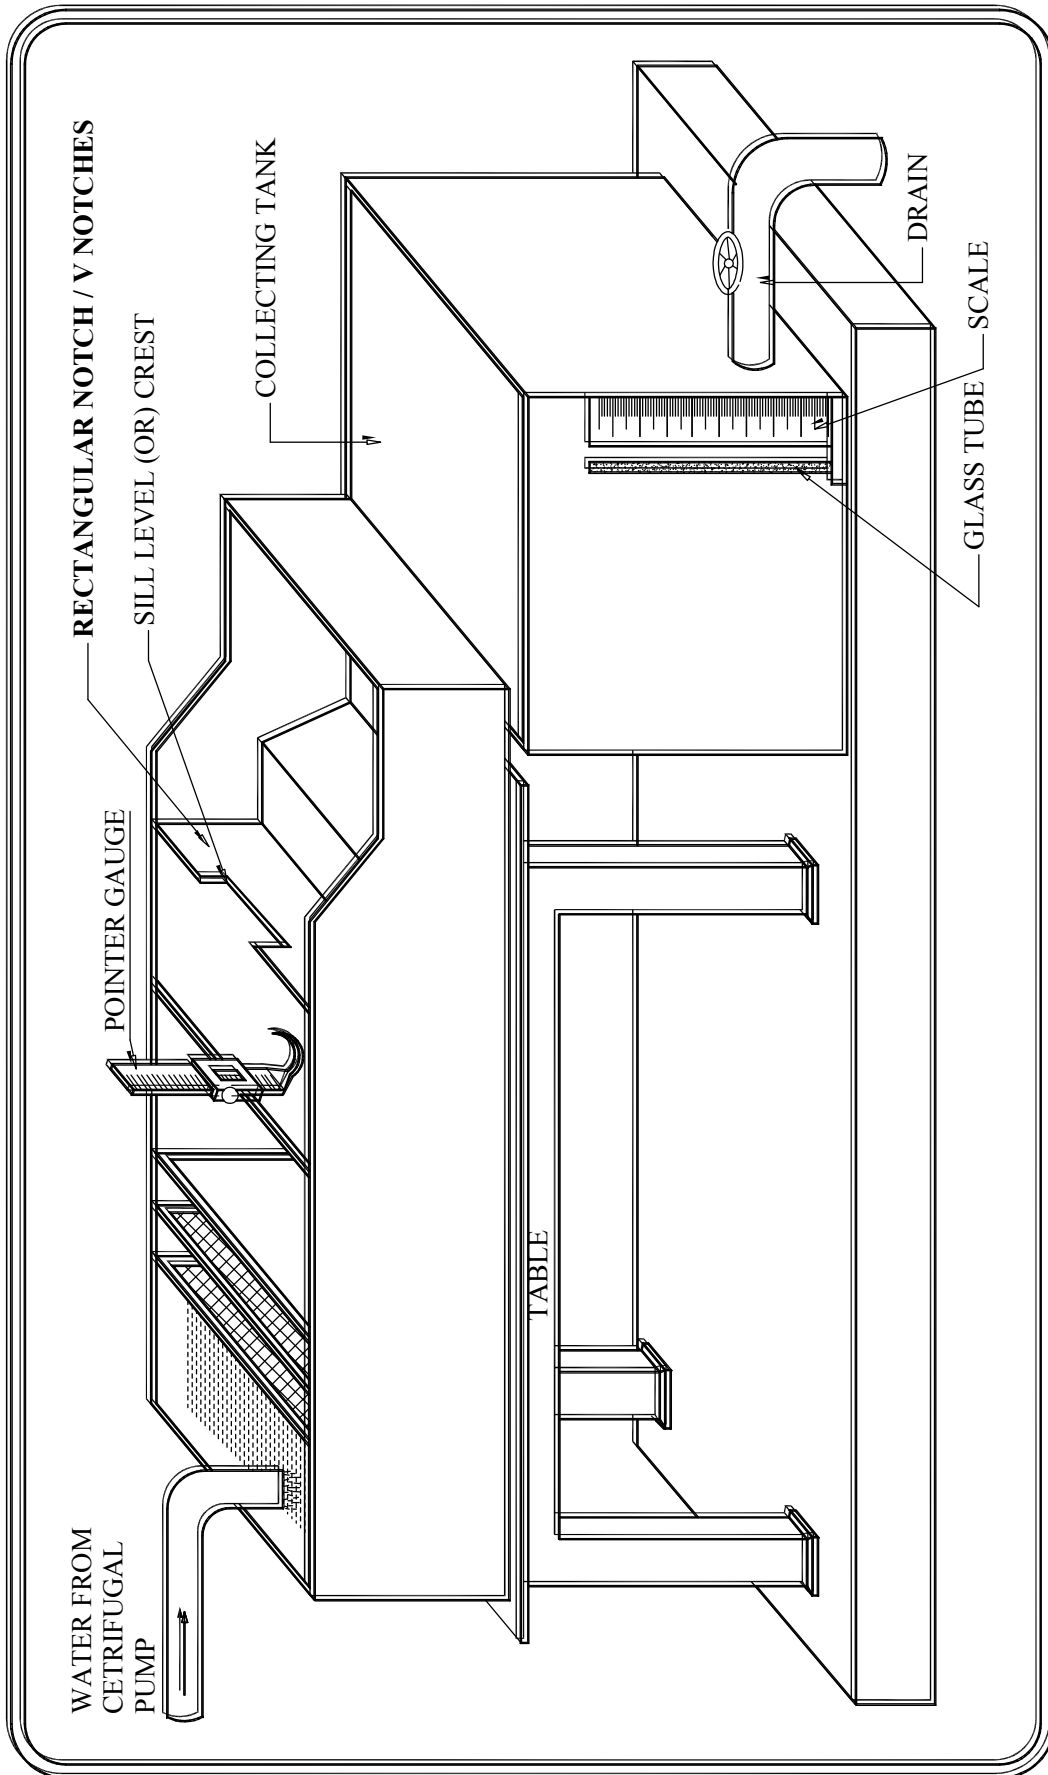 RECTANGULAR NOTCH / V NOTCHES
SILL LEVEL (OR) CREST
COLLECTING TANK
POINTER GAUGE
WATER FROM
CETRIFUGAL
PUMP
TABLE
DRAIN
SCALE
GLASS TUBE